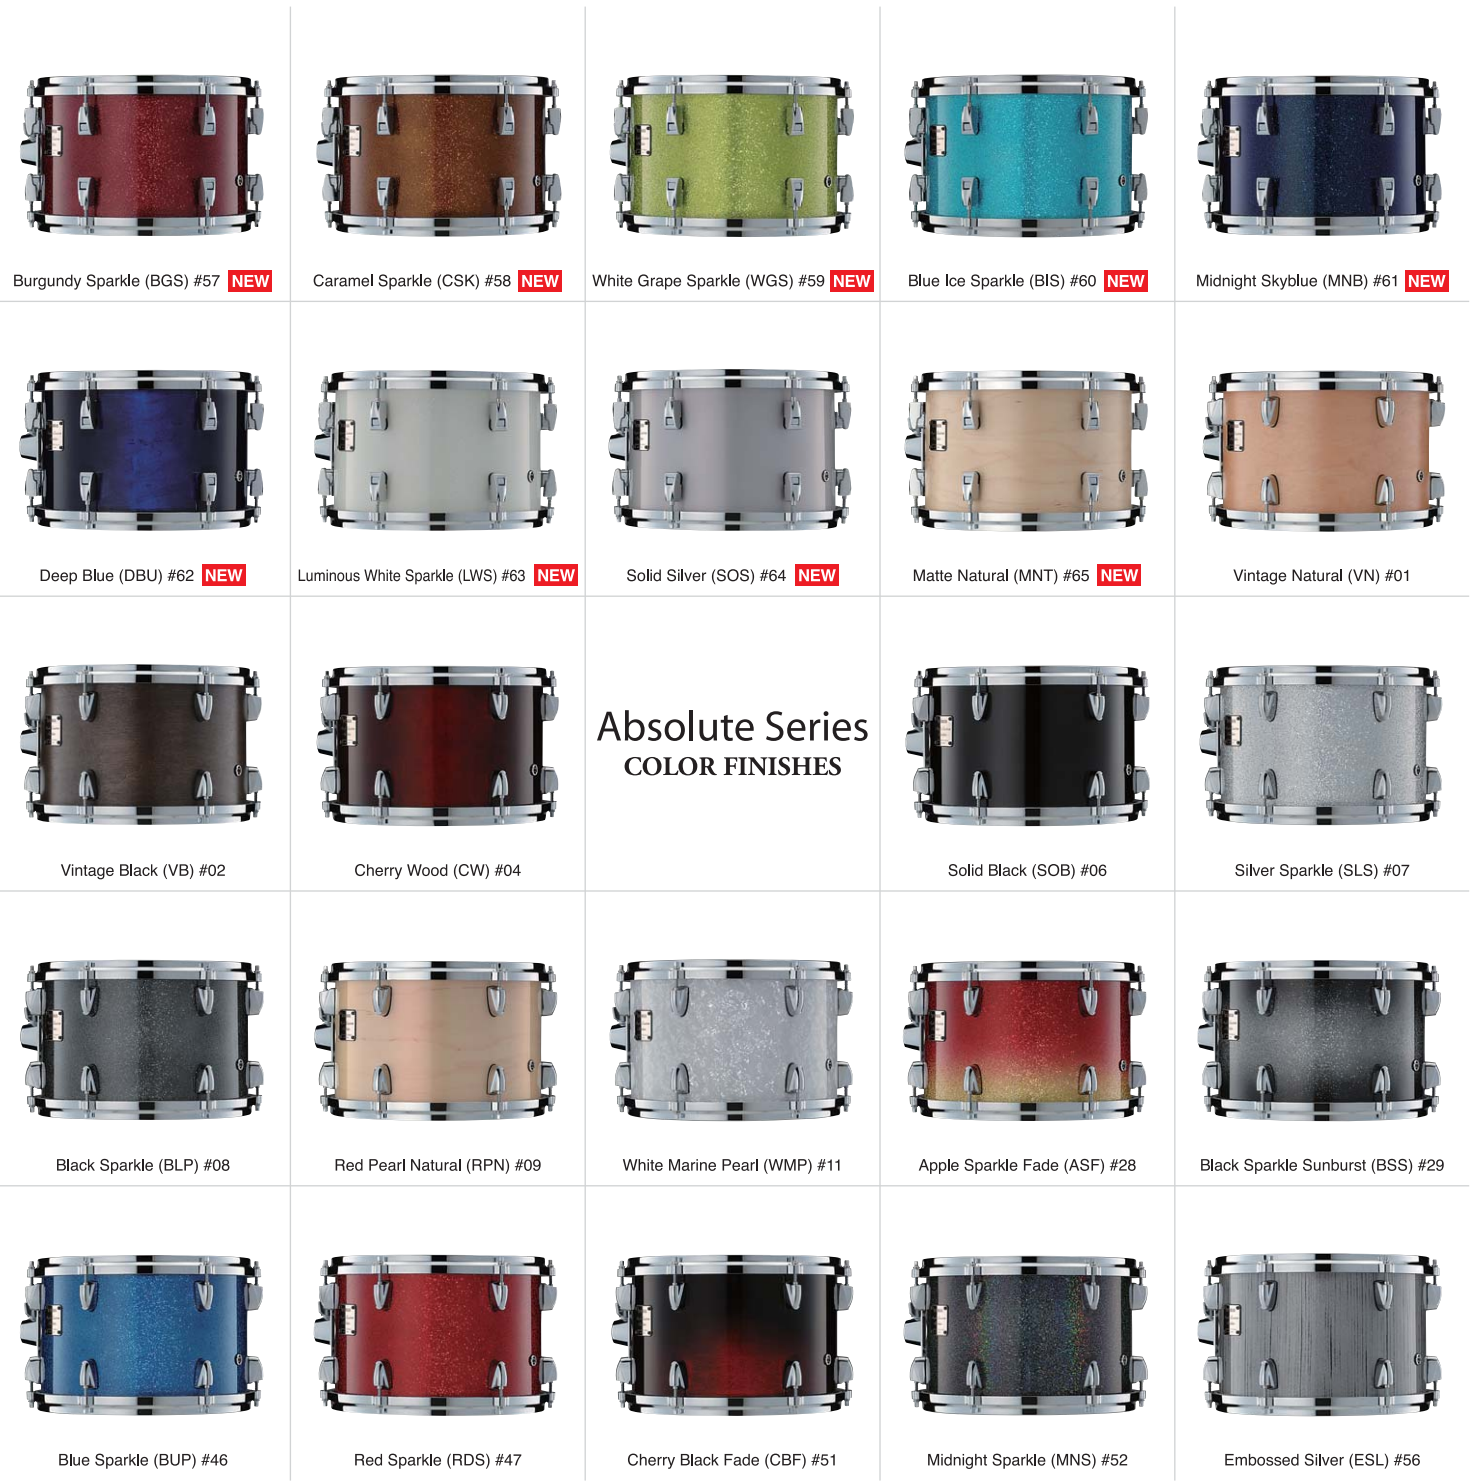 Burgundy Sparkle (BGS) #57 NEW
Caramel Sparkle (CSK) #58 NEW
White Grape Sparkle (WGS) #59 NEW
Blue Ice Sparkle (BIS) #60 NEW
Midnight Skyblue (MNB) #61 NEW
Deep Blue (DBU) #62 NEW
Luminous White Sparkle (LWS) #63 NEW
Solid Silver (SOS) #64 NEW
Matte Natural (MNT) #65 NEW
Vintage Natural (VN) #01
Vintage Black (VB) #02
Cherry Wood (CW) #04
Absolute Series
COLOR FINISHES
Solid Black (SOB) #06
Silver Sparkle (SLS) #07
Black Sparkle (BLP) #08
Red Pearl Natural (RPN) #09
White Marine Pearl (WMP) #11
Apple Sparkle Fade (ASF) #28
Black Sparkle Sunburst (BSS) #29
Blue Sparkle (BUP) #46
Red Sparkle (RDS) #47
Cherry Black Fade (CBF) #51
Midnight Sparkle (MNS) #52
Embossed Silver (ESL) #56